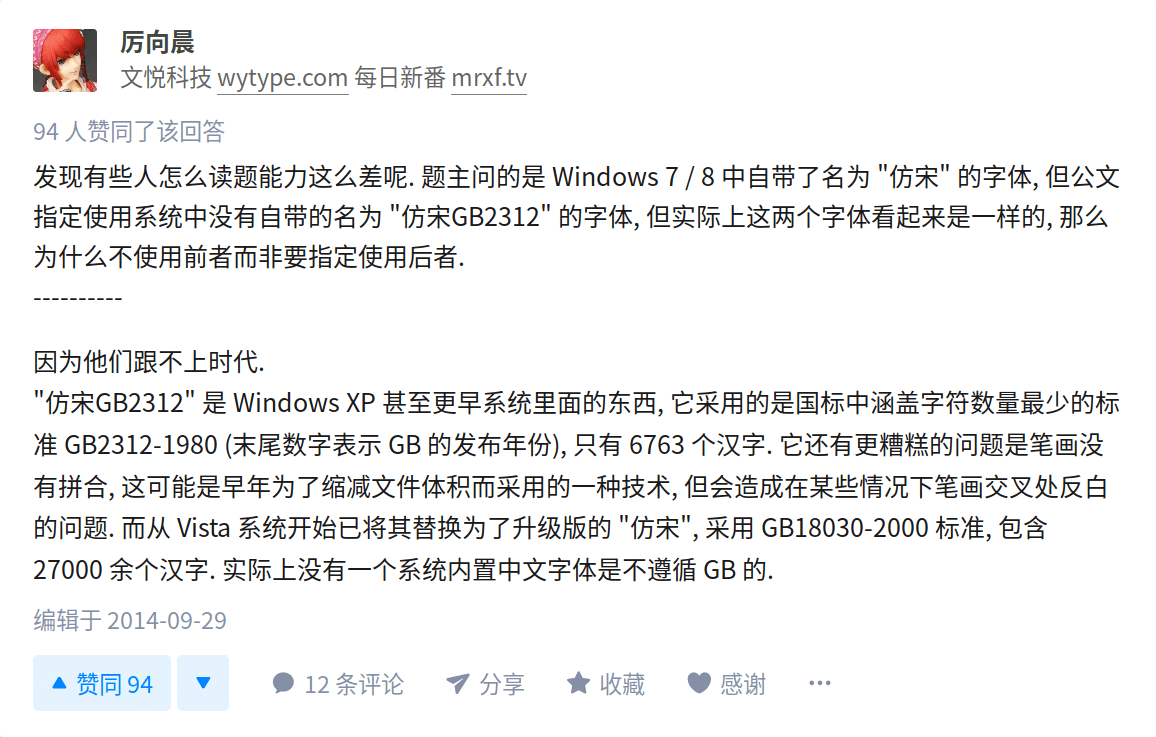 厉向晨
文悦科技 wytype.com 每日新番 mrxf.tv
94 人赞同了该回答
发现有些人怎么读题能力这么差呢. 题主问的是 Windows 7 / 8 中自带了名为 "仿宋" 的字体, 但公文
指定使用系统中没有自带的名为 "仿宋GB2312" 的字体, 但实际上这两个字体看起来是一样的, 那么
为什么不使用前者而非要指定使用后者.
----------
因为他们跟不上时代.
"仿宋GB2312" 是 Windows XP 甚至更早系统里面的东西, 它采用的是国标中涵盖字符数量最少的标
准 GB2312-1980 (末尾数字表示 GB 的发布年份), 只有 6763 个汉字. 它还有更糟糕的问题是笔画没
有拼合, 这可能是早年为了缩减文件体积而采用的一种技术, 但会造成在某些情况下笔画交叉处反白
的问题. 而从 Vista 系统开始已将其替换为了升级版的 "仿宋", 采用 GB18030-2000 标准, 包含
27000 余个汉字. 实际上没有一个系统内置中文字体是不遵循 GB 的.
编辑于 2014-09-29
赞同 94 12 条评论 分享 收藏 感谢 ···